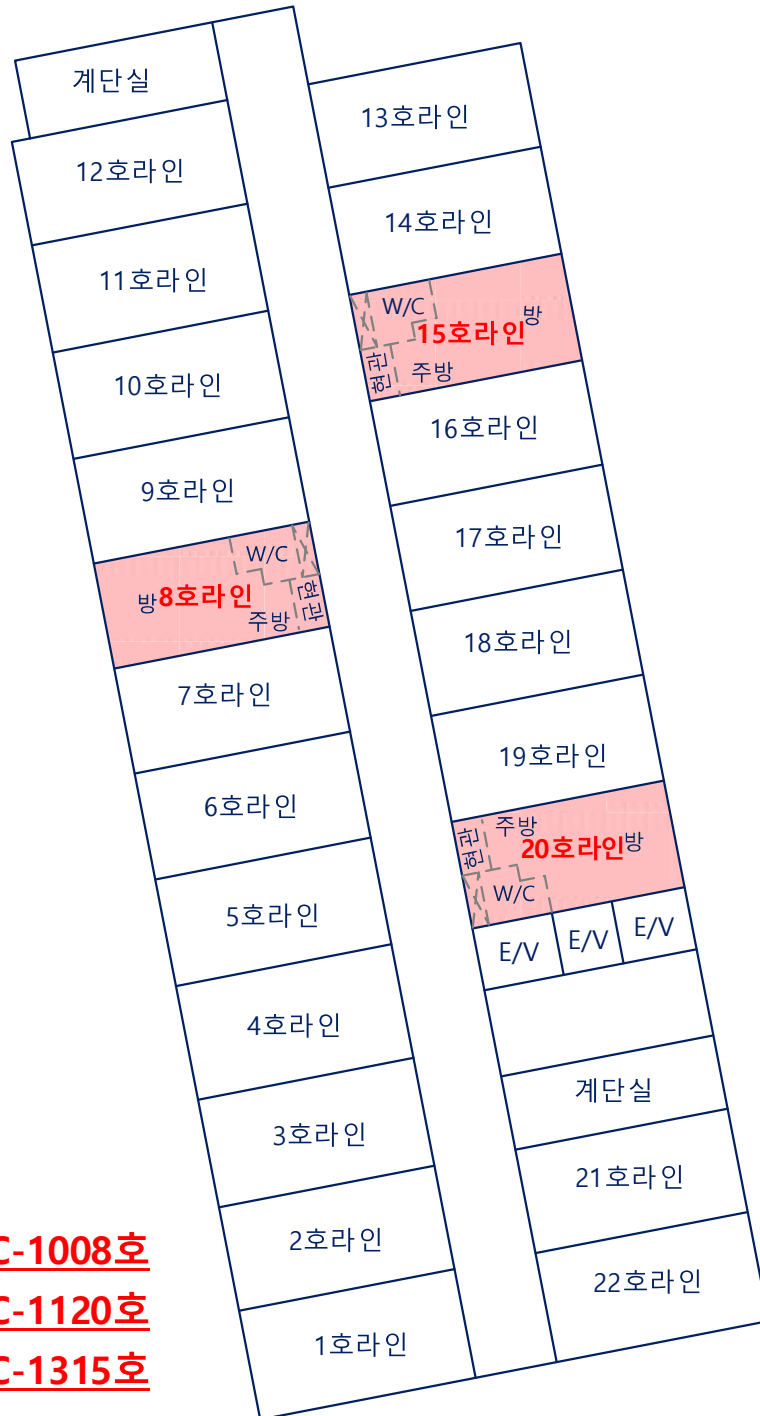 계단실
12호라인
11호라인
10호라인
9호라인
W/C
현관
방
8호라인
주방
7호라인
6호라인
5호라인
4호라인
3호라인
2호라인
1호라인
13호라인
14호라인
W/C
방
15호라인
현관
주방
16호라인
17호라인
18호라인
19호라인
현관
주방
방
20호라인
W/C
E/V
E/V
E/V
계단실
21호라인
22호라인
C-1008호
C-1120호
C-1315호